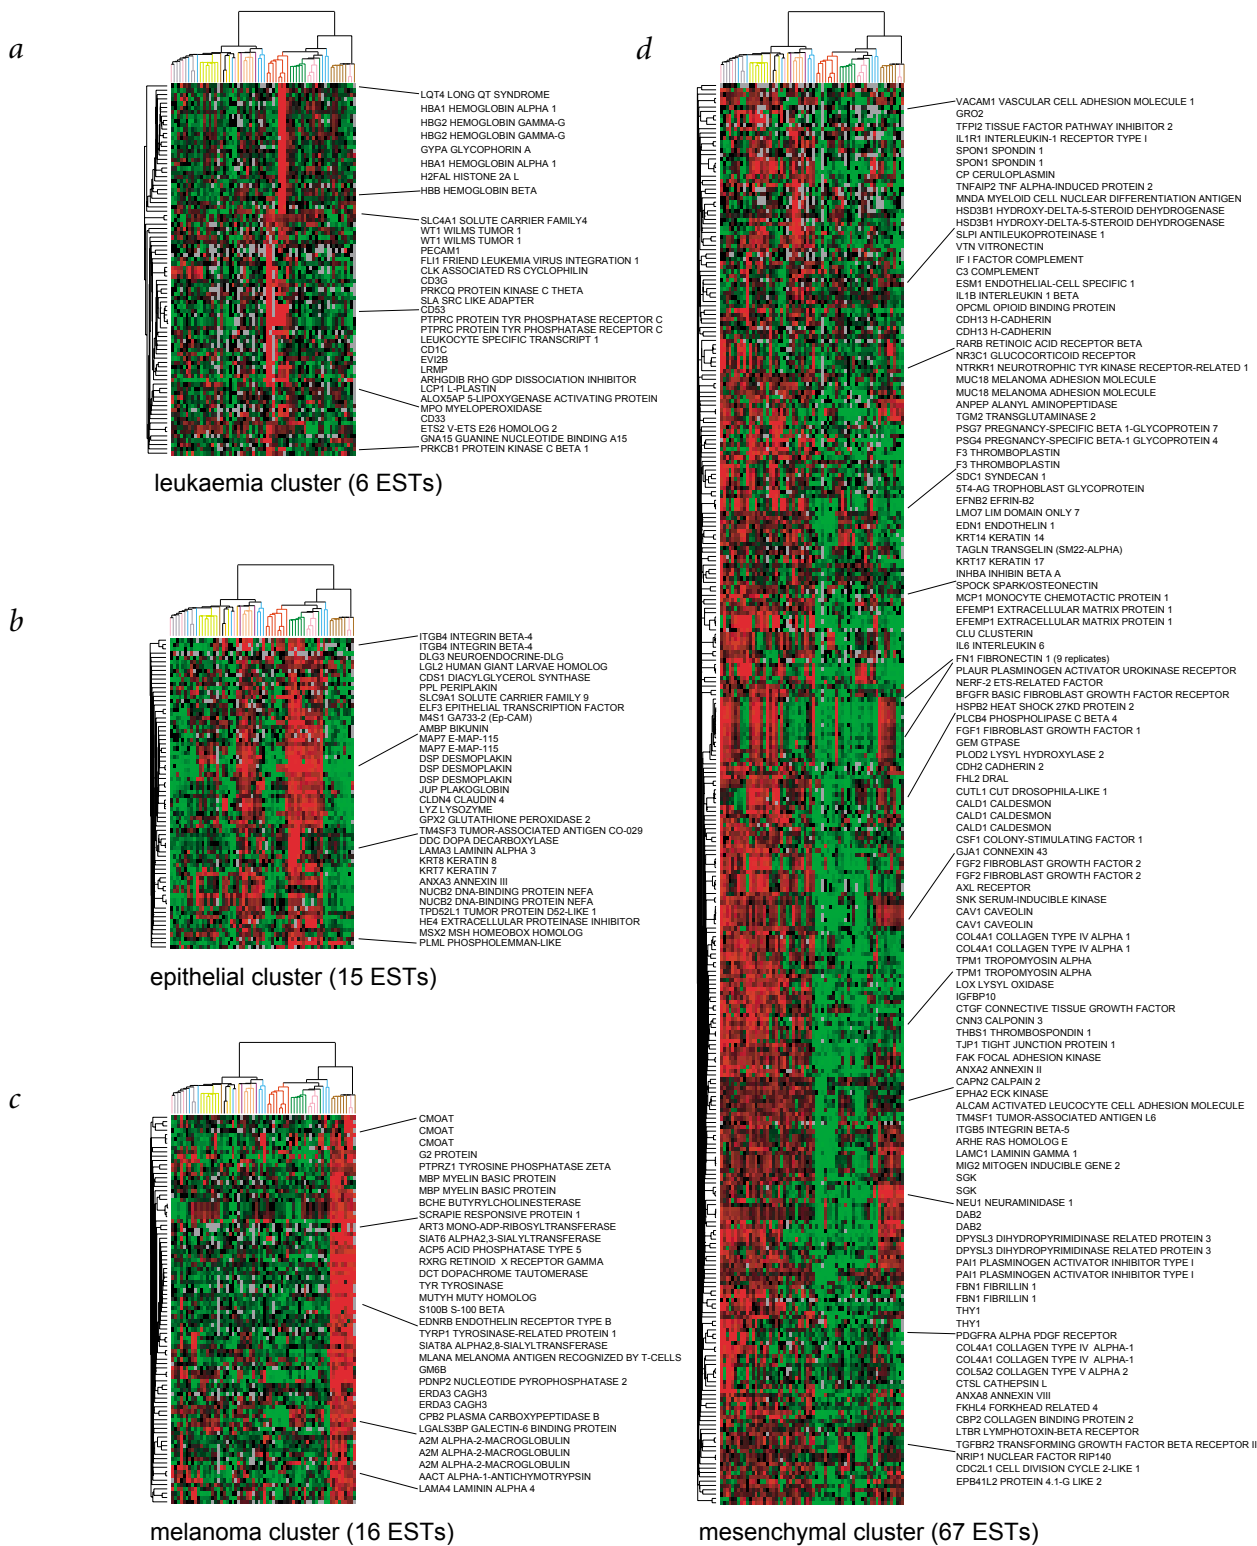 a
LQT4 LONG QT SYNDROME
HBA1 HEMOGLOBIN ALPHA 1
HBG2 HEMOGLOBIN GAMMA-G
HBG2 HEMOGLOBIN GAMMA-G
GYPA GLYCOPHORIN A
HBA1 HEMOGLOBIN ALPHA 1
H2FAL HISTONE 2A L
HBB HEMOGLOBIN BETA
SLC4A1 SOLUTE CARRIER FAMILY4
WT1 WILMS TUMOR 1
WT1 WILMS TUMOR 1
PECAM1
FLI1 FRIEND LEUKEMIA VIRUS INTEGRATION 1
CLK ASSOCIATED RS CYCLOPHILIN
CD3G
PRKCQ PROTEIN KINASE C THETA
SLA SRC LIKE ADAPTER
CD53
PTPRC PROTEIN TYR PHOSPHATASE RECEPTOR C
PTPRC PROTEIN TYR PHOSPHATASE RECEPTOR C
LEUKOCYTE SPECIFIC TRANSCRIPT 1
CD1C
EVI2B
LRMP
ARHGDIB RHO GDP DISSOCIATION INHIBITOR
LCP1 L-PLASTIN
ALOX5AP 5-LIPOXYGENASE ACTIVATING PROTEIN
MPO MYELOPEROXIDASE
CD33
ETS2 V-ETS E26 HOMOLOG 2
GNA15 GUANINE NUCLEOTIDE BINDING A15
PRKCB1 PROTEIN KINASE C BETA 1
leukaemia cluster (6 ESTs)
b
ITGB4 INTEGRIN BETA-4
ITGB4 INTEGRIN BETA-4
DLG3 NEUROENDOCRINE-DLG
LGL2 HUMAN GIANT LARVAE HOMOLOG
CDS1 DIACYLGLYCEROL SYNTHASE
PPL PERIPLAKIN
SLC9A1 SOLUTE CARRIER FAMILY 9
ELF3 EPITHELIAL TRANSCRIPTION FACTOR
M4S1 GA733-2 (Ep-CAM)
AMBP BIKUNIN
MAP7 E-MAP-115
MAP7 E-MAP-115
DSP DESMOPLAKIN
DSP DESMOPLAKIN
DSP DESMOPLAKIN
JUP PLAKOGLOBIN
CLDN4 CLAUDIN 4
LYZ LYSOZYME
GPX2 GLUTATHIONE PEROXIDASE 2
TM4SF3 TUMOR-ASSOCIATED ANTIGEN CO-029
DDC DOPA DECARBOXYLASE
LAMA3 LAMININ ALPHA 3
KRT8 KERATIN 8
KRT7 KERATIN 7
ANXA3 ANNEXIN III
NUCB2 DNA-BINDING PROTEIN NEFA
NUCB2 DNA-BINDING PROTEIN NEFA
TPD52L1 TUMOR PROTEIN D52-LIKE 1
HE4 EXTRACELLULAR PROTEINASE INHIBITOR
MSX2 MSH HOMEOBOX HOMOLOG
PLML PHOSPHOLEMMAN-LIKE
epithelial cluster (15 ESTs)
c
CMOAT
CMOAT
CMOAT
G2 PROTEIN
PTPRZ1 TYROSINE PHOSPHATASE ZETA
MBP MYELIN BASIC PROTEIN
MBP MYELIN BASIC PROTEIN
BCHE BUTYRYLCHOLINESTERASE
SCRAPIE RESPONSIVE PROTEIN 1
ART3 MONO-ADP-RIBOSYLTRANSFERASE
SIAT6 ALPHA2,3-SIALYLTRANSFERASE
ACP5 ACID PHOSPHATASE TYPE 5
RXRG RETINOID X RECEPTOR GAMMA
DCT DOPACHROME TAUTOMERASE
TYR TYROSINASE
MUTYH MUTY HOMOLOG
S100B S-100 BETA
EDNRB ENDOTHELIN RECEPTOR TYPE B
TYRP1 TYROSINASE-RELATED PROTEIN 1
SIAT8A ALPHA2,8-SIALYLTRANSFERASE
MLANA MELANOMA ANTIGEN RECOGNIZED BY T-CELLS
GM6B
PDNP2 NUCLEOTIDE PYROPHOSPHATASE 2
ERDA3 CAGH3
ERDA3 CAGH3
CPB2 PLASMA CARBOXYPEPTIDASE B
LGALS3BP GALECTIN-6 BINDING PROTEIN
A2M ALPHA-2-MACROGLOBULIN
A2M ALPHA-2-MACROGLOBULIN
A2M ALPHA-2-MACROGLOBULIN
AACT ALPHA-1-ANTICHYMOTRYPSIN
LAMA4 LAMININ ALPHA 4
melanoma cluster (16 ESTs)
d
VACAM1 VASCULAR CELL ADHESION MOLECULE 1
GRO2
TFPI2 TISSUE FACTOR PATHWAY INHIBITOR 2
IL1R1 INTERLEUKIN-1 RECEPTOR TYPE I
SPON1 SPONDIN 1
SPON1 SPONDIN 1
CP CERULOPLASMIN
TNFAIP2 TNF ALPHA-INDUCED PROTEIN 2
MNDA MYELOID CELL NUCLEAR DIFFERENTIATION ANTIGEN
HSD3B1 HYDROXY-DELTA-5-STEROID DEHYDROGENASE
HSD3B1 HYDROXY-DELTA-5-STEROID DEHYDROGENASE
SLPI ANTILEUKOPROTEINASE 1
VTN VITRONECTIN
IF I FACTOR COMPLEMENT
C3 COMPLEMENT
ESM1 ENDOTHELIAL-CELL SPECIFIC 1
IL1B INTERLEUKIN 1 BETA
OPCML OPIOID BINDING PROTEIN
CDH13 H-CADHERIN
CDH13 H-CADHERIN
RARB RETINOIC ACID RECEPTOR BETA
NR3C1 GLUCOCORTICOID RECEPTOR
NTRKR1 NEUROTROPHIC TYR KINASE RECEPTOR-RELATED 1
MUC18 MELANOMA ADHESION MOLECULE
MUC18 MELANOMA ADHESION MOLECULE
ANPEP ALANYL AMINOPEPTIDASE
TGM2 TRANSGLUTAMINASE 2
PSG7 PREGNANCY-SPECIFIC BETA 1-GLYCOPROTEIN 7
PSG4 PREGNANCY-SPECIFIC BETA-1 GLYCOPROTEIN 4
F3 THROMBOPLASTIN
F3 THROMBOPLASTIN
SDC1 SYNDECAN 1
5T4-AG TROPHOBLAST GLYCOPROTEIN
EFNB2 EFRIN-B2
LMO7 LIM DOMAIN ONLY 7
EDN1 ENDOTHELIN 1
KRT14 KERATIN 14
TAGLN TRANSGELIN (SM22-ALPHA)
KRT17 KERATIN 17
INHBA INHIBIN BETA A
SPOCK SPARK/OSTEONECTIN
MCP1 MONOCYTE CHEMOTACTIC PROTEIN 1
EFEMP1 EXTRACELLULAR MATRIX PROTEIN 1
EFEMP1 EXTRACELLULAR MATRIX PROTEIN 1
CLU CLUSTERIN
IL6 INTERLEUKIN 6
FN1 FIBRONECTIN 1 (9 replicates)
PLAUR PLASMINOGEN ACTIVATOR UROKINASE RECEPTOR
NERF-2 ETS-RELATED FACTOR
BFGFR BASIC FIBROBLAST GROWTH FACTOR RECEPTOR
HSPB2 HEAT SHOCK 27KD PROTEIN 2
PLCB4 PHOSPHOLIPASE C BETA 4
FGF1 FIBROBLAST GROWTH FACTOR 1
GEM GTPASE
PLOD2 LYSYL HYDROXYLASE 2
CDH2 CADHERIN 2
FHL2 DRAL
CUTL1 CUT DROSOPHILA-LIKE 1
CALD1 CALDESMON
CALD1 CALDESMON
CALD1 CALDESMON
CSF1 COLONY-STIMULATING FACTOR 1
GJA1 CONNEXIN 43
FGF2 FIBROBLAST GROWTH FACTOR 2
FGF2 FIBROBLAST GROWTH FACTOR 2
AXL RECEPTOR
SNK SERUM-INDUCIBLE KINASE
CAV1 CAVEOLIN
CAV1 CAVEOLIN
COL4A1 COLLAGEN TYPE IV ALPHA 1
COL4A1 COLLAGEN TYPE IV ALPHA 1
TPM1 TROPOMYOSIN ALPHA
TPM1 TROPOMYOSIN ALPHA
LOX LYSYL OXIDASE
IGFBP10
CTGF CONNECTIVE TISSUE GROWTH FACTOR
CNN3 CALPONIN 3
THBS1 THROMBOSPONDIN 1
TJP1 TIGHT JUNCTION PROTEIN 1
FAK FOCAL ADHESION KINASE
ANXA2 ANNEXIN II
CAPN2 CALPAIN 2
EPHA2 ECK KINASE
ALCAM ACTIVATED LEUCOCYTE CELL ADHESION MOLECULE
TM4SF1 TUMOR-ASSOCIATED ANTIGEN L6
ITGB5 INTEGRIN BETA-5
ARHE RAS HOMOLOG E
LAMC1 LAMININ GAMMA 1
MIG2 MITOGEN INDUCIBLE GENE 2
SGK
SGK
NEU1 NEURAMINIDASE 1
DAB2
DAB2
DPYSL3 DIHYDROPYRIMIDINASE RELATED PROTEIN 3
DPYSL3 DIHYDROPYRIMIDINASE RELATED PROTEIN 3
PAI1 PLASMINOGEN ACTIVATOR INHIBITOR TYPE I
PAI1 PLASMINOGEN ACTIVATOR INHIBITOR TYPE I
FBN1 FIBRILLIN 1
FBN1 FIBRILLIN 1
THY1
THY1
PDGFRA ALPHA PDGF RECEPTOR
COL4A1 COLLAGEN TYPE IV ALPHA-1
COL4A1 COLLAGEN TYPE IV ALPHA-1
COL5A2 COLLAGEN TYPE V ALPHA 2
CTSL CATHEPSIN L
ANXA8 ANNEXIN VIII
FKHL4 FORKHEAD RELATED 4
CBP2 COLLAGEN BINDING PROTEIN 2
LTBR LYMPHOTOXIN-BETA RECEPTOR
TGFBR2 TRANSFORMING GROWTH FACTOR BETA RECEPTOR II
NRIP1 NUCLEAR FACTOR RIP140
CDC2L1 CELL DIVISION CYCLE 2-LIKE 1
EPB41L2 PROTEIN 4.1-G LIKE 2
mesenchymal cluster (67 ESTs)